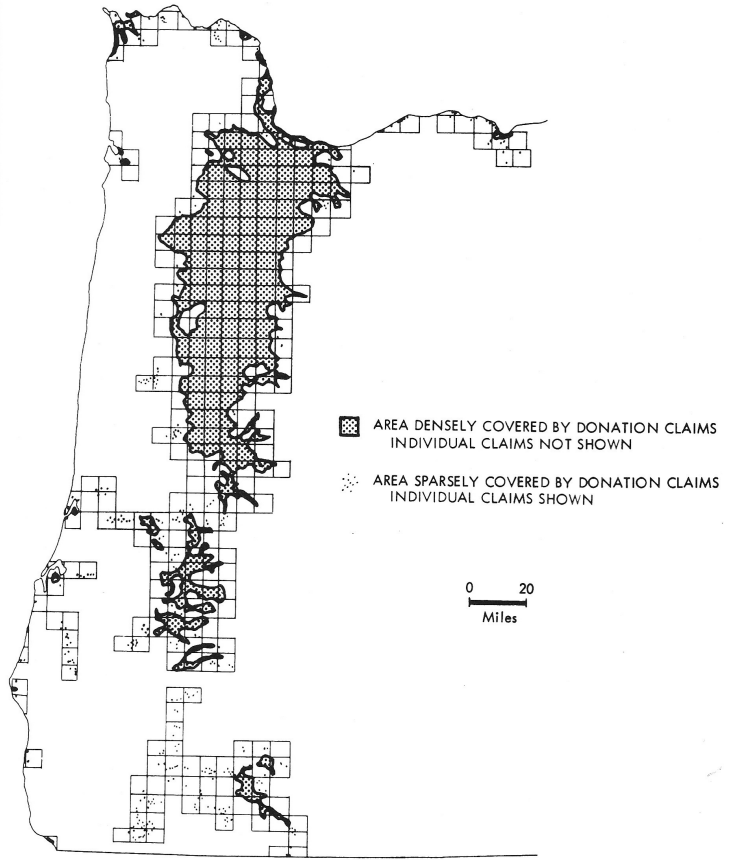 AREA DENSELY COVERED BY DONATION CLAIMS
INDIVIDUAL CLAIMS NOT SHOWN
AREA SPARSELY COVERED BY DONATION CLAIMS
INDIVIDUAL CLAIMS SHOWN
0 20
Miles